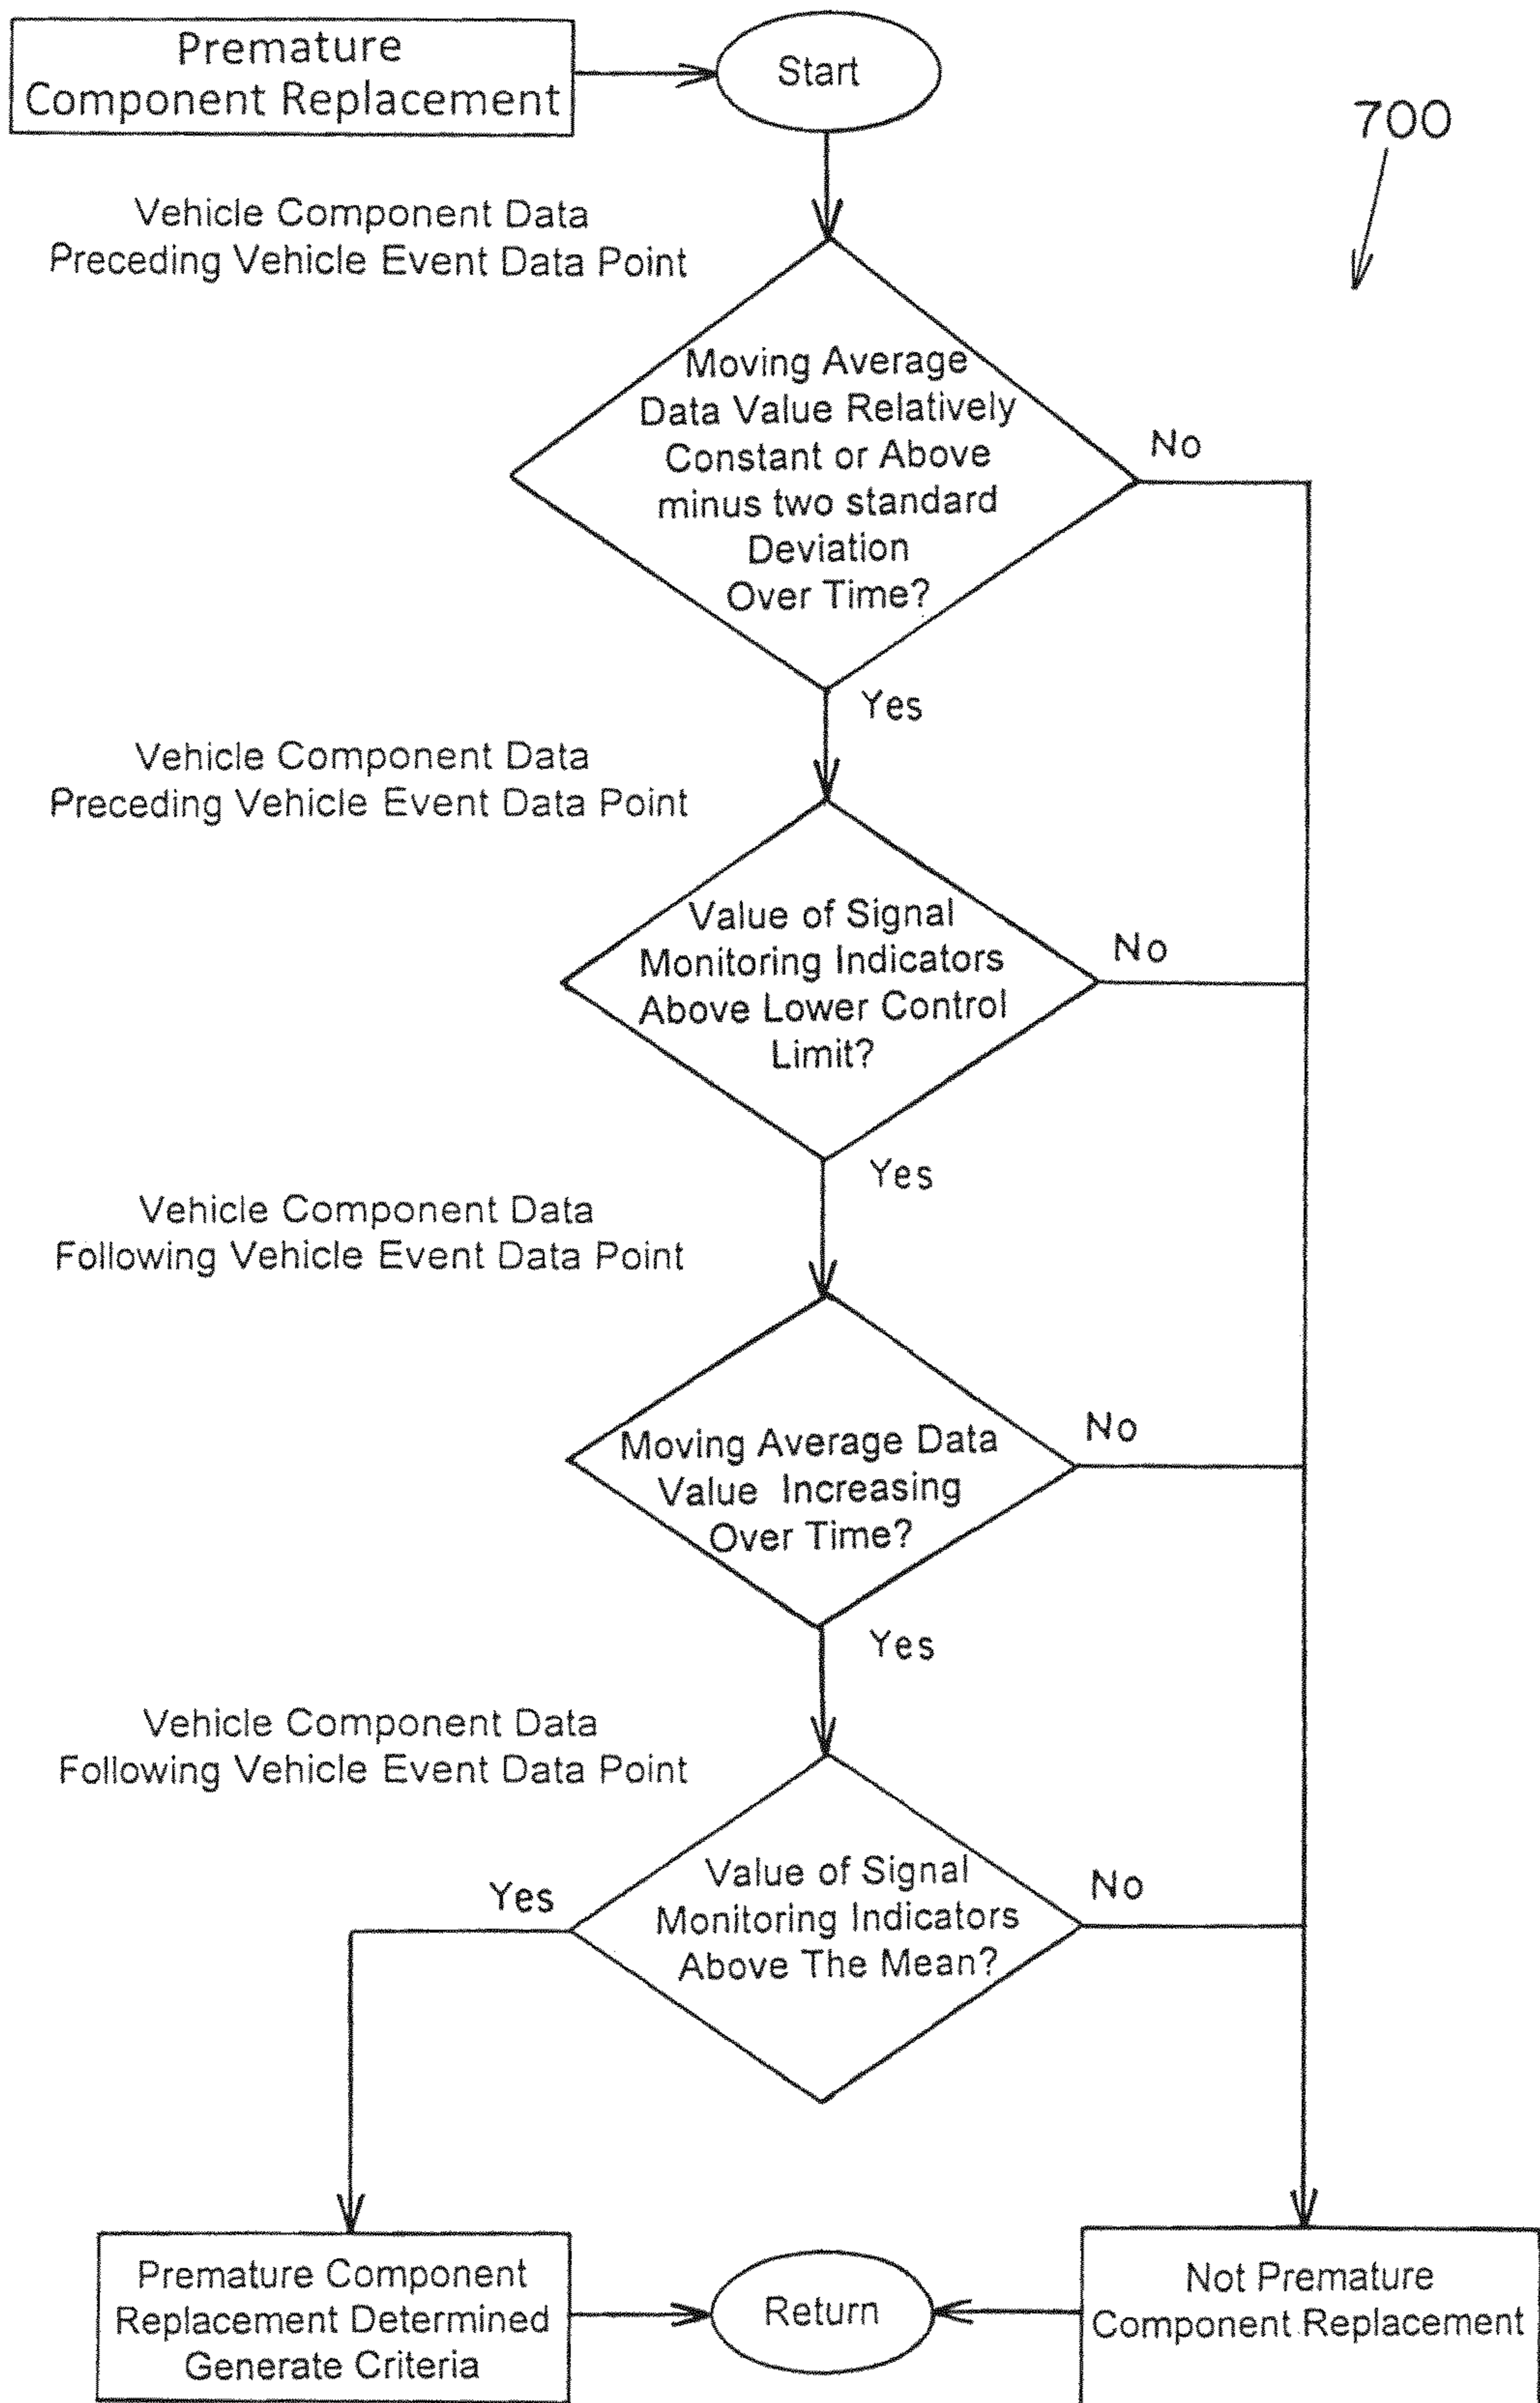 Premature
Component Replacement
Start
700
Vehicle Component Data
Preceding Vehicle Event Data Point
Moving Average
Data Value Relatively
Constant or Above
minus two standard
Deviation
Over Time?
No
Yes
Vehicle Component Data
Preceding Vehicle Event Data Point
Value of Signal
Monitoring Indicators
Above Lower Control
Limit?
No
Yes
Vehicle Component Data
Following Vehicle Event Data Point
Moving Average Data
Value Increasing
Over Time?
No
Yes
Vehicle Component Data
Following Vehicle Event Data Point
Value of Signal
Monitoring Indicators
Above The Mean?
Yes
No
Premature Component
Replacement Determined
Generate Criteria
Return
Not Premature
Component Replacement